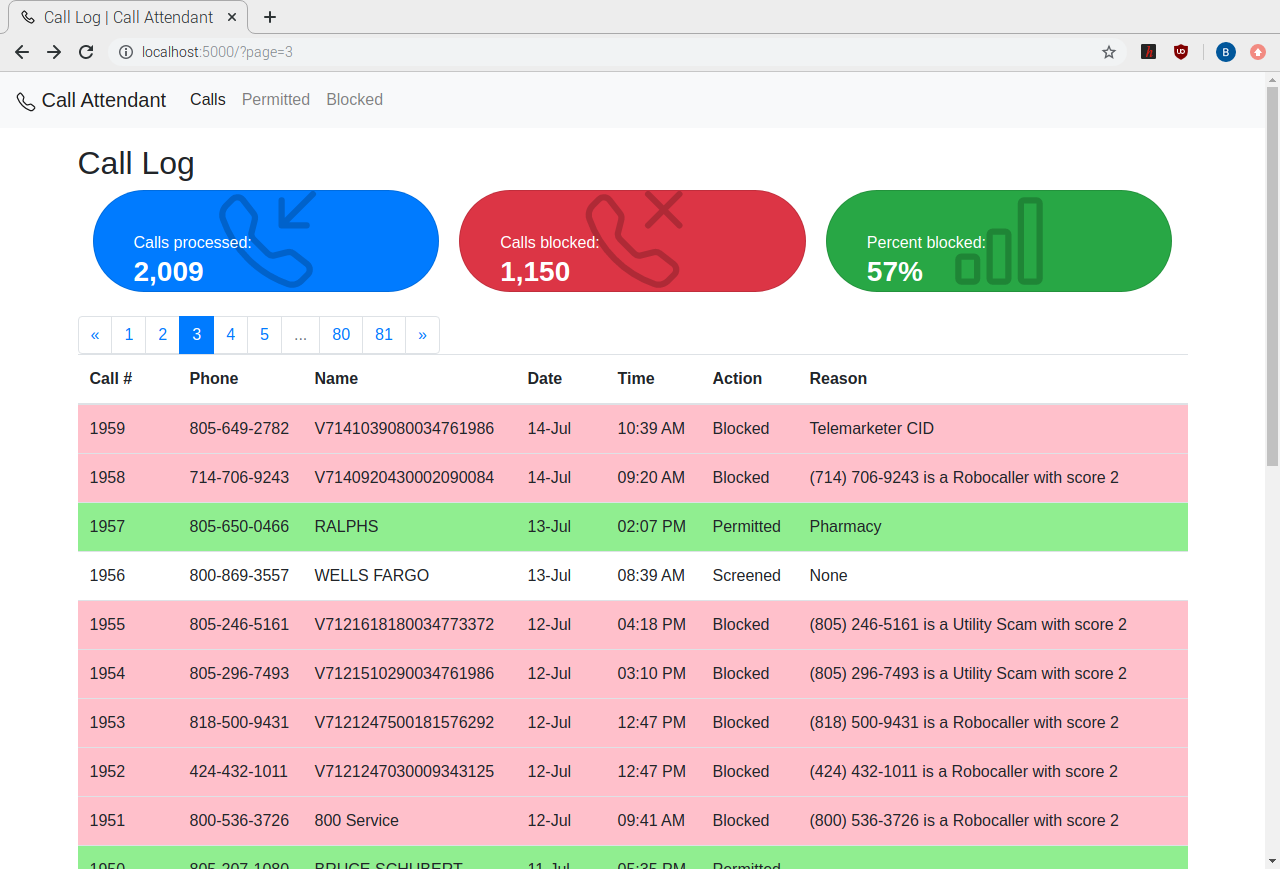 Call Log | Call Attendant
localhost:5000/?page=3
B
Call Attendant Calls Permitted Blocked
Call Log
Calls processed:
2,009
Calls blocked:
1,150
Percent blocked:
57%
« 1 2 3 4 5 ... 80 81 »
Call # Phone Name Date Time Action Reason
1959 805-649-2782 V7141039080034761986 14-Jul 10:39 AM Blocked Telemarketer CID
1958 714-706-9243 V7140920430002090084 14-Jul 09:20 AM Blocked (714) 706-9243 is a Robocaller with score 2
1957 805-650-0466 RALPHS 13-Jul 02:07 PM Permitted Pharmacy
1956 800-869-3557 WELLS FARGO 13-Jul 08:39 AM Screened None
1955 805-246-5161 V7121618180034773372 12-Jul 04:18 PM Blocked (805) 246-5161 is a Utility Scam with score 2
1954 805-296-7493 V7121510290034761986 12-Jul 03:10 PM Blocked (805) 296-7493 is a Utility Scam with score 2
1953 818-500-9431 V7121247500181576292 12-Jul 12:47 PM Blocked (818) 500-9431 is a Robocaller with score 2
1952 424-432-1011 V7121247030009343125 12-Jul 12:47 PM Blocked (424) 432-1011 is a Robocaller with score 2
1951 800-536-3726 800 Service 12-Jul 09:41 AM Blocked (800) 536-3726 is a Robocaller with score 2
1950 805-207-1080 BRUCE SCHUBERT 11-Jul 05:35 PM Permitted